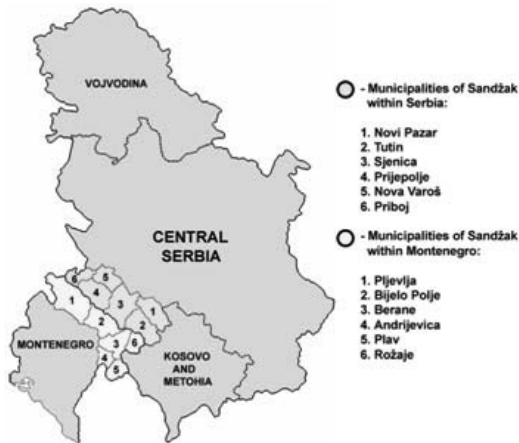 VOJVODINA
CENTRAL
SERBIA
6
5
4
3
1
1
2
2
3
6
4
5
MONTENEGRO
KOSOVO
AND
METOHIA
- Municipalities of Sandžak
within Serbia:
1. Novi Pazar
2. Tutin
3. Sjenica
4. Prijepolje
5. Nova Varoš
6. Priboj
- Municipalities of Sandžak
within Montenegro:
1. Pljevlja
2. Bijelo Polje
3. Berane
4. Andrijevica
5. Plav
6. Rožaje